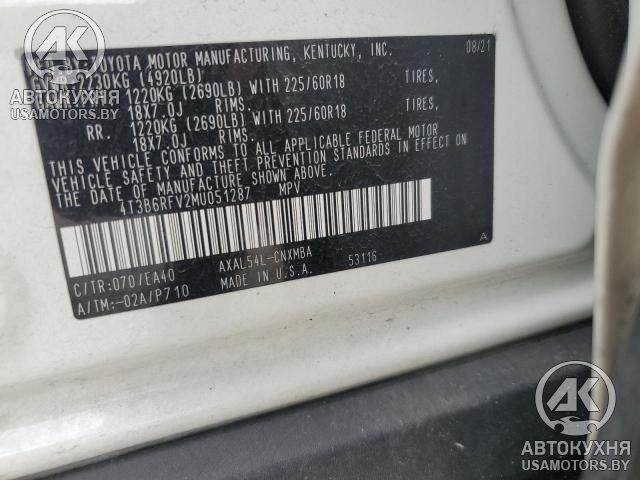 TOYOTA MOTOR MANUFACTURING, KENTUCKY, INC. 08/21
(4920LB)
1220KG (2690LB) WITH 225/60R18 TIRES,
18X7.0J RIMS.
RR. 1220KG (2690LB) WITH 225/60R18 TIRES,
18X7.0J RIMS.
THIS VEHICLE CONFORMS TO ALL APPLICABLE FEDERAL MOTOR
VEHICLE SAFETY AND THEFT PREVENTION STANDARDS IN EFFECT ON
THE DATE OF MANUFACTURE SHOWN ABOVE.
4T3B6RFV2MU051287 MPV
C/TR:070/EA40 AXAL54L-CNXMBA
A/TM:-02A/P710 MADE IN U.S.A. 53116 A
АК
АВТОКУХНЯ
USAMOTORS.BY
АК
АВТОКУХНЯ
USAMOTORS.BY